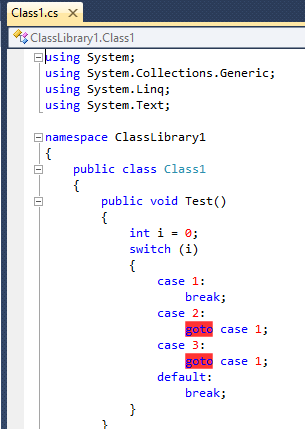 Class1.cs
ClassLibrary1.Class1
using System;
using System.Collections.Generic;
using System.Linq;
using System.Text;
namespace ClassLibrary1
{
public class Class1
{
public void Test()
{
int i = 0;
switch (i)
{
case 1:
break;
case 2:
goto case 1;
case 3:
goto case 1;
default:
break;
}
}